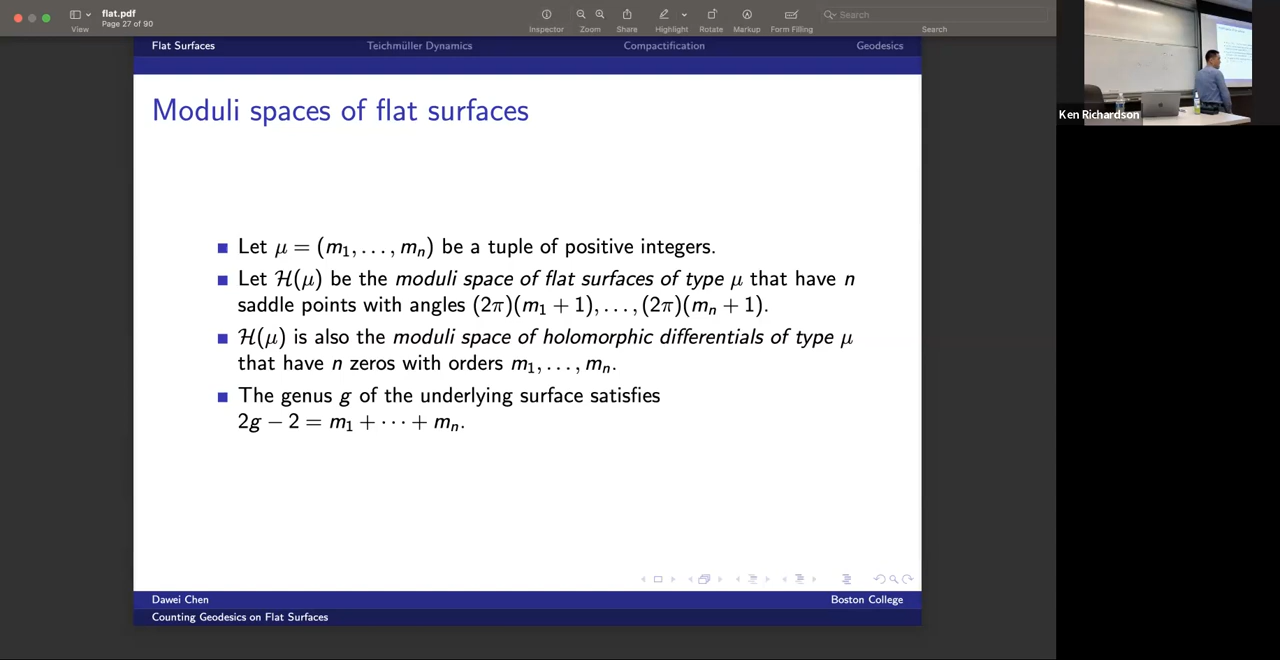 flat.pdf
Page 27 of 90
View
Inspector
Zoom
Share
Highlight
Rotate
Markup
Form Filling
Search
Search
Flat Surfaces
Teichmüller Dynamics
Compactification
Geodesics
Moduli spaces of flat surfaces
Let μ = (m₁, . . . , mₙ) be a tuple of positive integers.
Let ℋ(μ) be the moduli space of flat surfaces of type μ that have n
saddle points with angles (2π)(m₁ + 1), . . . , (2π)(mₙ + 1).
ℋ(μ) is also the moduli space of holomorphic differentials of type μ
that have n zeros with orders m₁, . . . , mₙ.
The genus g of the underlying surface satisfies
2g − 2 = m₁ + · · · + mₙ.
Dawei Chen
Boston College
Counting Geodesics on Flat Surfaces
Ken Richardson